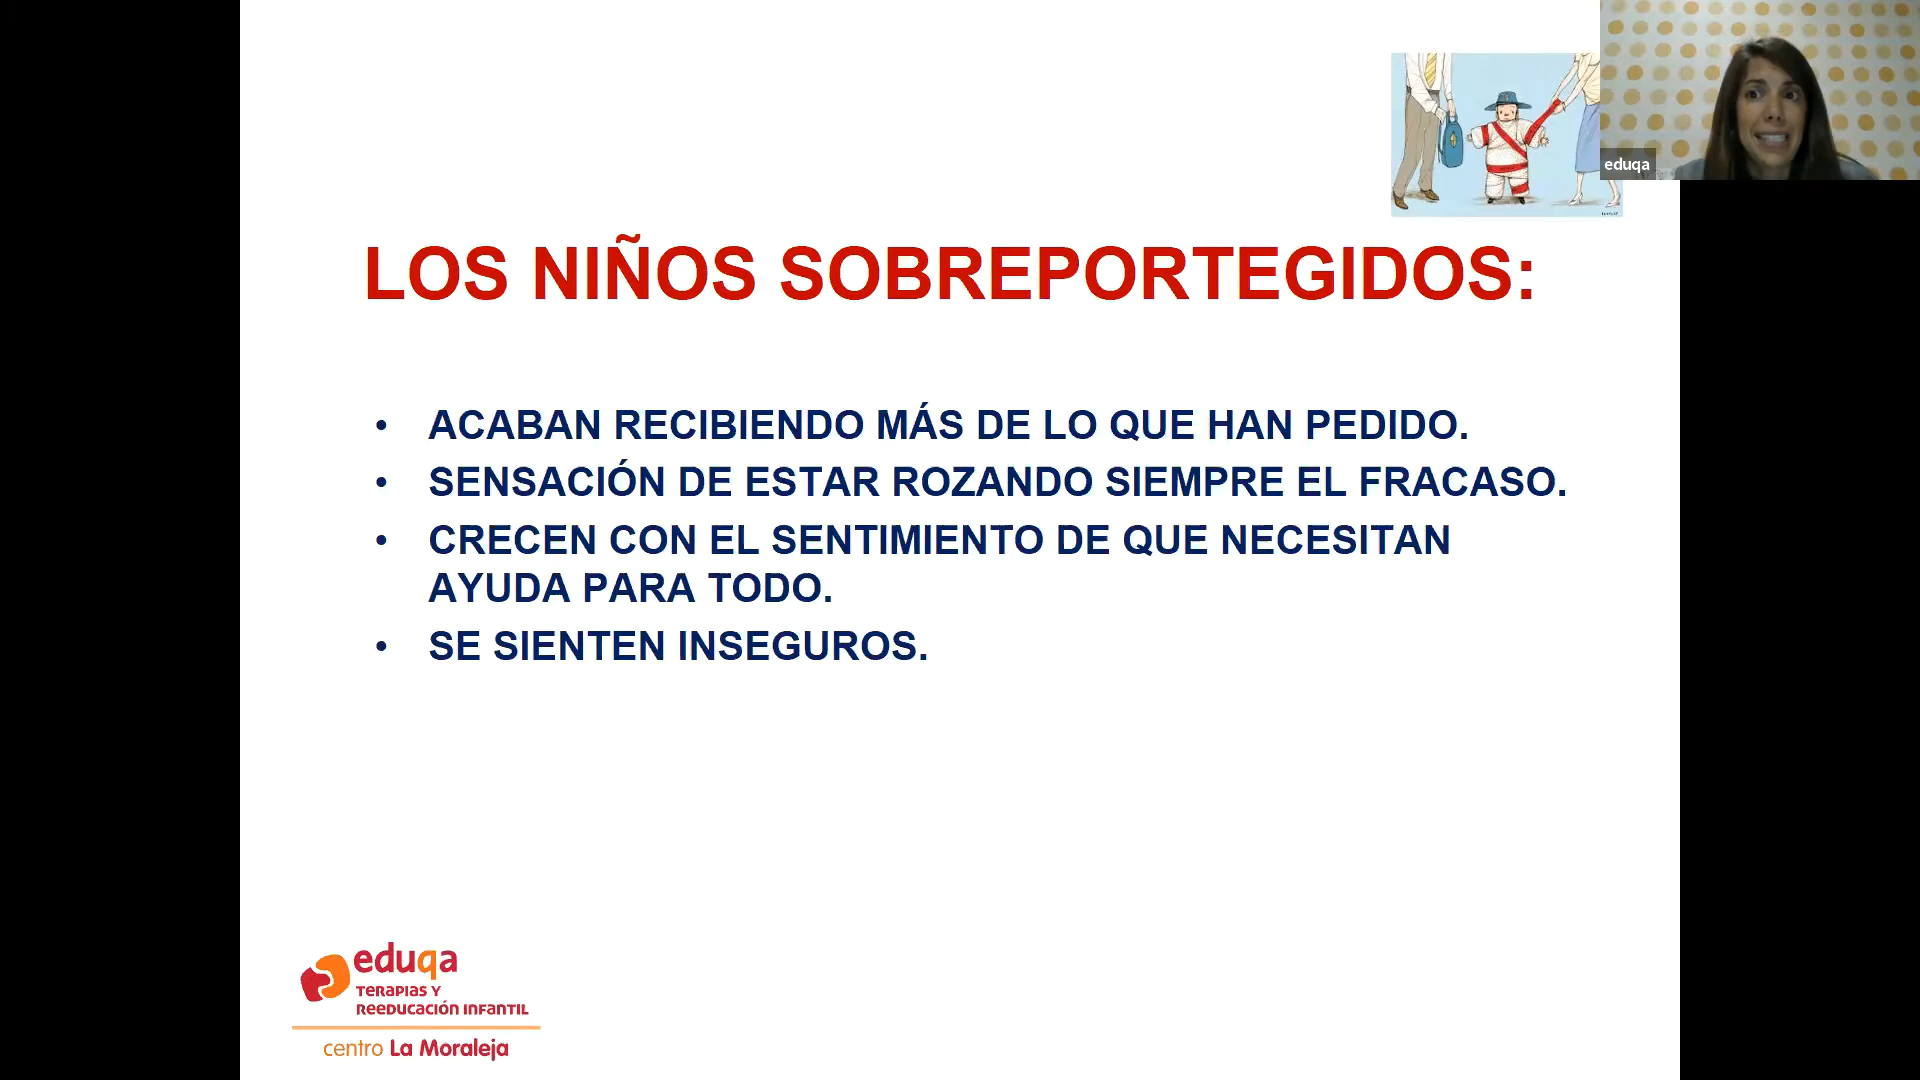 eduqa
LOS NIÑOS SOBREPORTEGIDOS:
• ACABAN RECIBIENDO MÁS DE LO QUE HAN PEDIDO.
• SENSACIÓN DE ESTAR ROZANDO SIEMPRE EL FRACASO.
• CRECEN CON EL SENTIMIENTO DE QUE NECESITAN
AYUDA PARA TODO.
• SE SIENTEN INSEGUROS.
eduqa
TERAPIAS Y
REEDUCACIÓN INFANTIL
centro La Moraleja